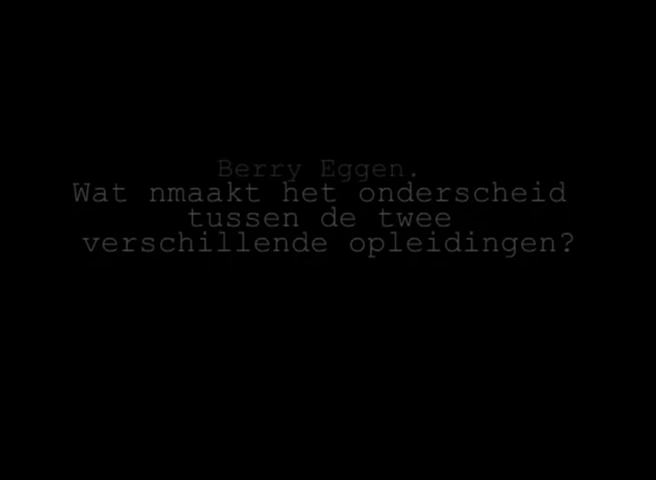 Berry Eggen.
Wat nmaakt het onderscheid
tussen de twee
verschillende opleidingen?